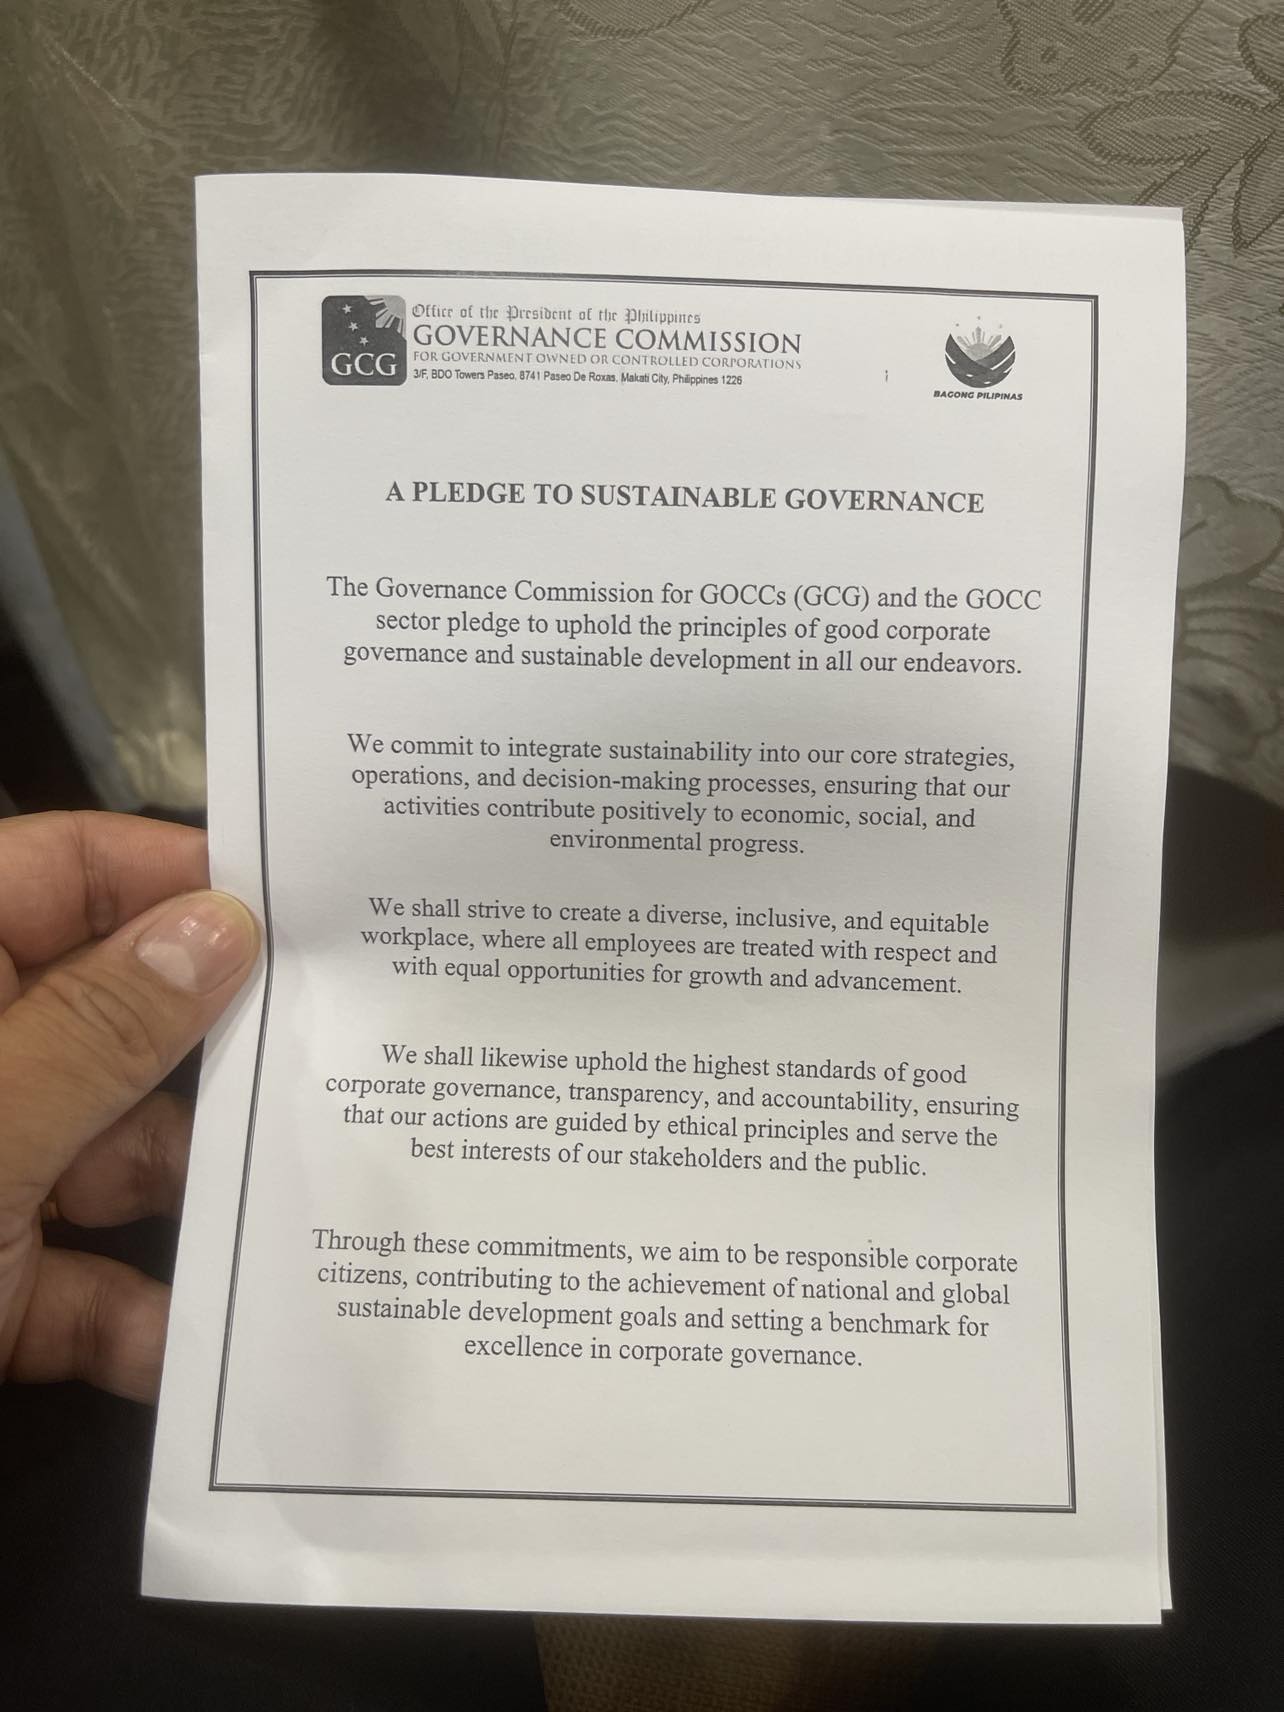 Office of the President of the Philippines
GOVERNANCE COMMISSION
FOR GOVERNMENT OWNED OR CONTROLLED CORPORATIONS
3/F, BDO Towers Paseo, 8741 Paseo De Roxas, Makati City, Philippines 1226
GCG
BAGONG PILIPINAS
A PLEDGE TO SUSTAINABLE GOVERNANCE
The Governance Commission for GOCCs (GCG) and the GOCC
sector pledge to uphold the principles of good corporate
governance and sustainable development in all our endeavors.
We commit to integrate sustainability into our core strategies,
operations, and decision-making processes, ensuring that our
activities contribute positively to economic, social, and
environmental progress.
We shall strive to create a diverse, inclusive, and equitable
workplace, where all employees are treated with respect and
with equal opportunities for growth and advancement.
We shall likewise uphold the highest standards of good
corporate governance, transparency, and accountability, ensuring
that our actions are guided by ethical principles and serve the
best interests of our stakeholders and the public.
Through these commitments, we aim to be responsible corporate
citizens, contributing to the achievement of national and global
sustainable development goals and setting a benchmark for
excellence in corporate governance.